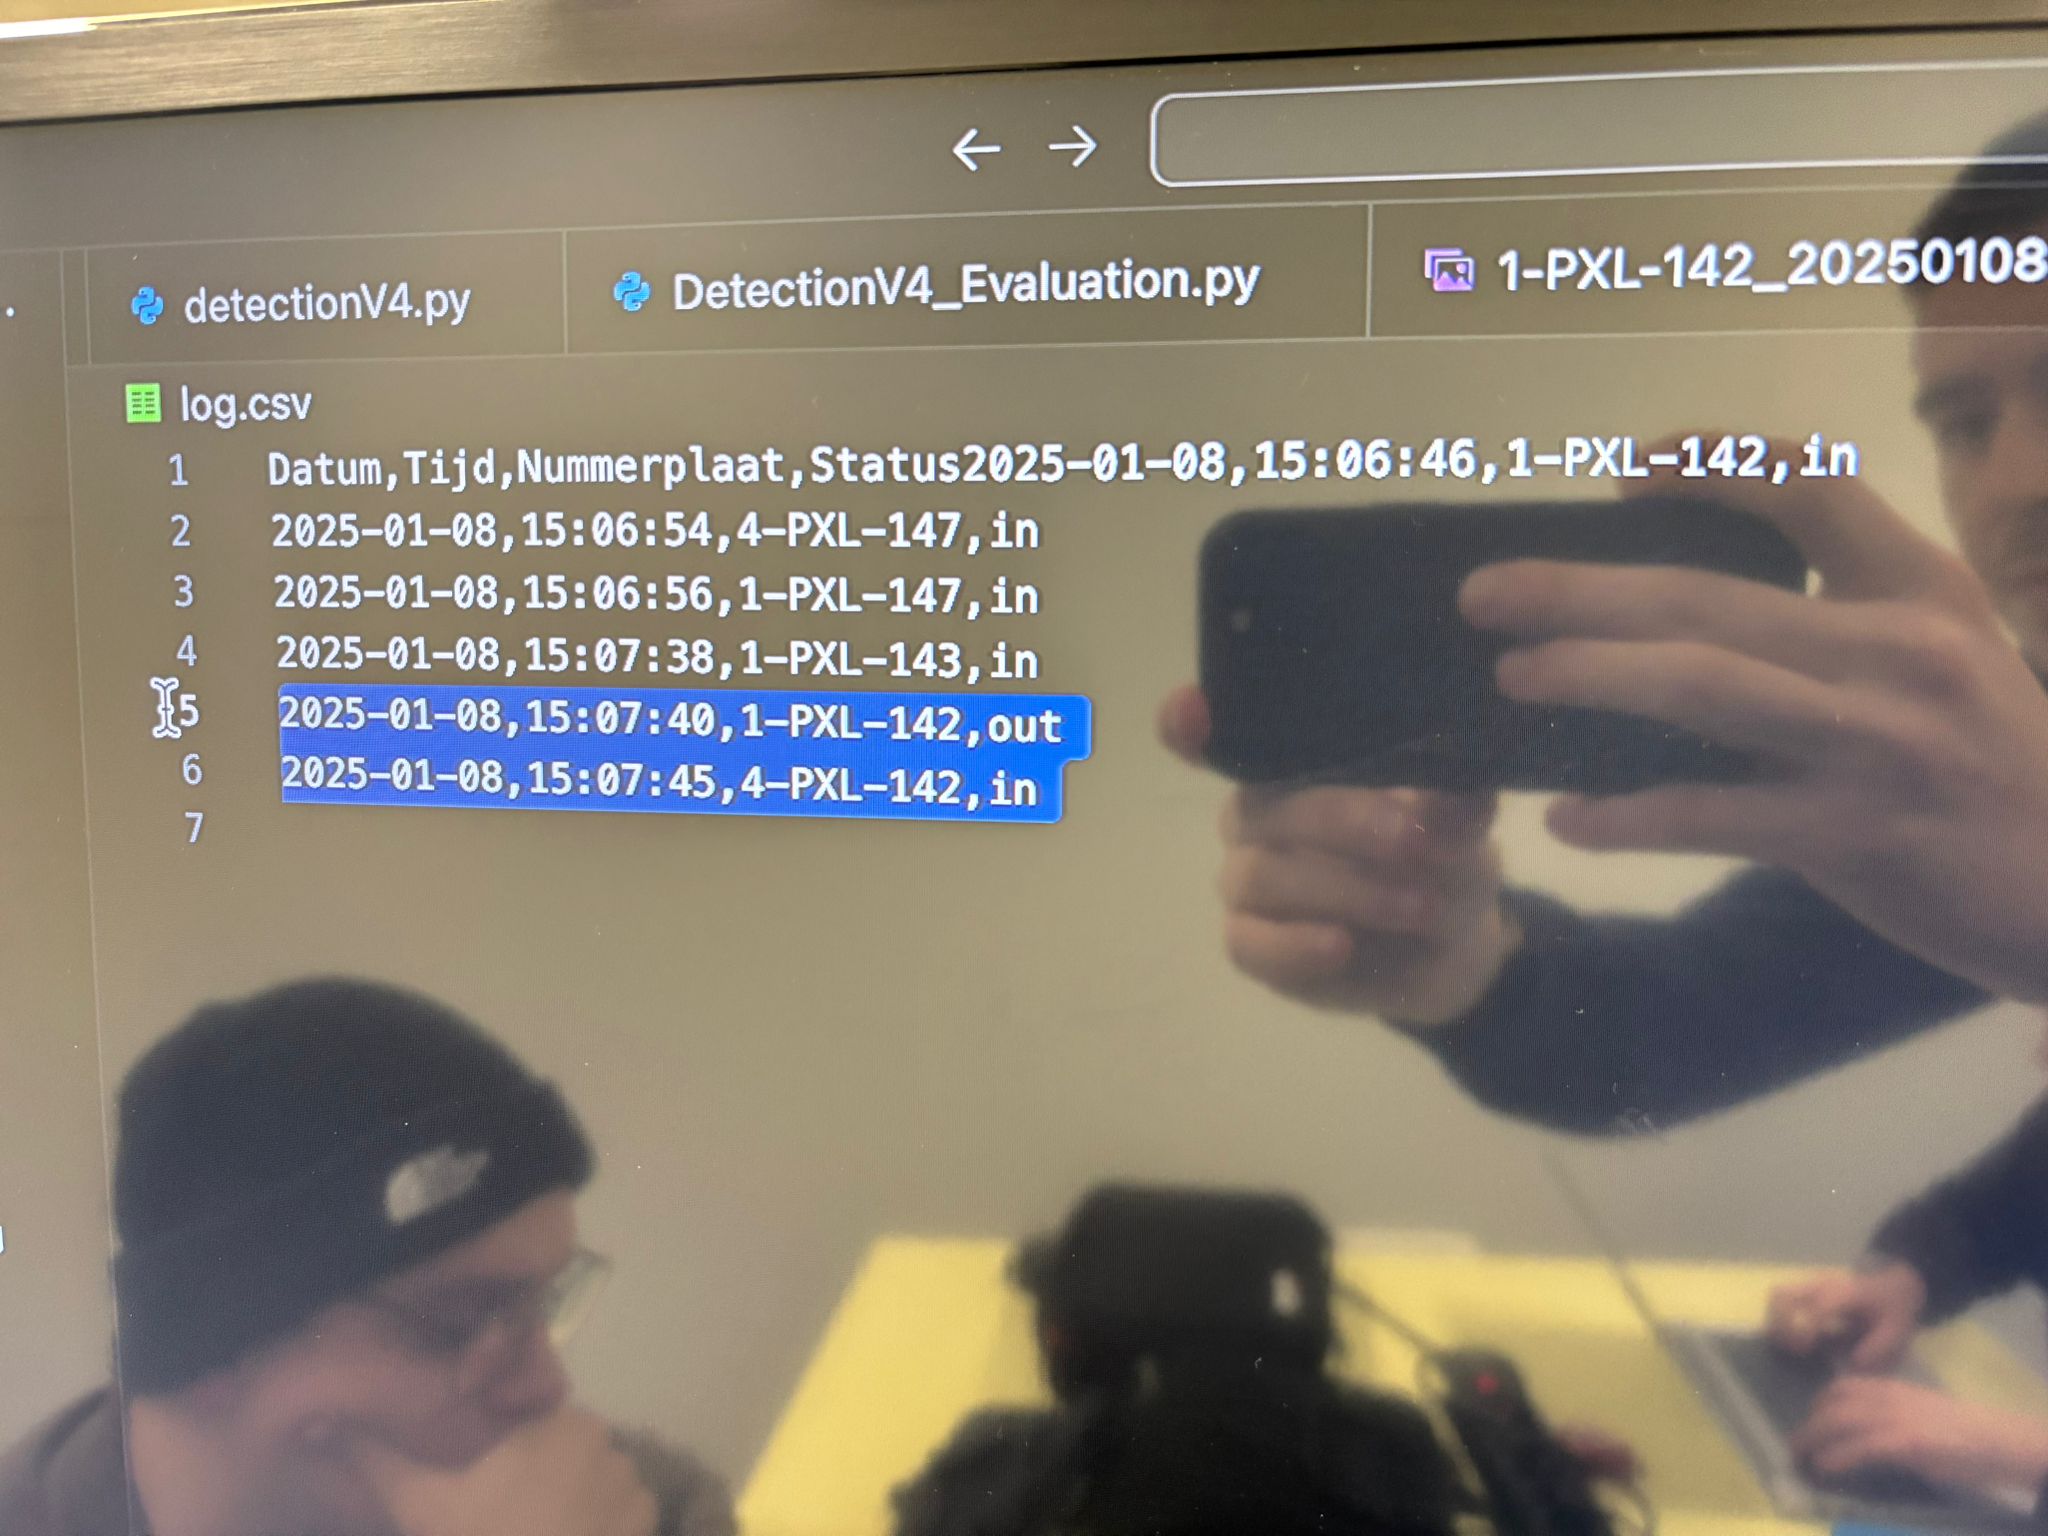 detectionV4.py
DetectionV4_Evaluation.py
1-PXL-142_20250108
log.csv
1 Datum,Tijd,Nummerplaat,Status2025-01-08,15:06:46,1-PXL-142,in
2 2025-01-08,15:06:54,4-PXL-147,in
3 2025-01-08,15:06:56,1-PXL-147,in
4 2025-01-08,15:07:38,1-PXL-143,in
5 2025-01-08,15:07:40,1-PXL-142,out
6 2025-01-08,15:07:45,4-PXL-142,in
7